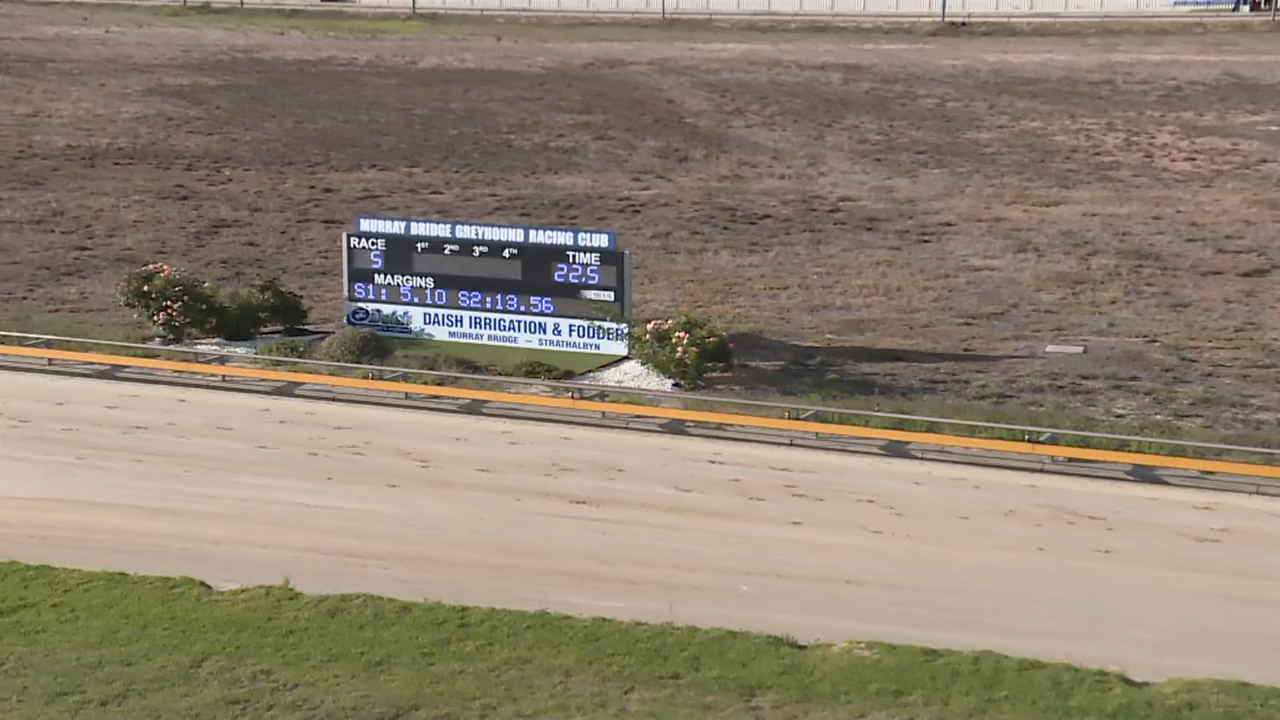 MURRAY BRIDGE GREYHOUND RACING CLUB
RACE 1ST 2ND 3RD 4TH TIME
5 22.5
MARGINS
S1: 5.10 S2:13.56
Daish DAISH IRRIGATION & FODDER
MURRAY BRIDGE — STRATHALBYN